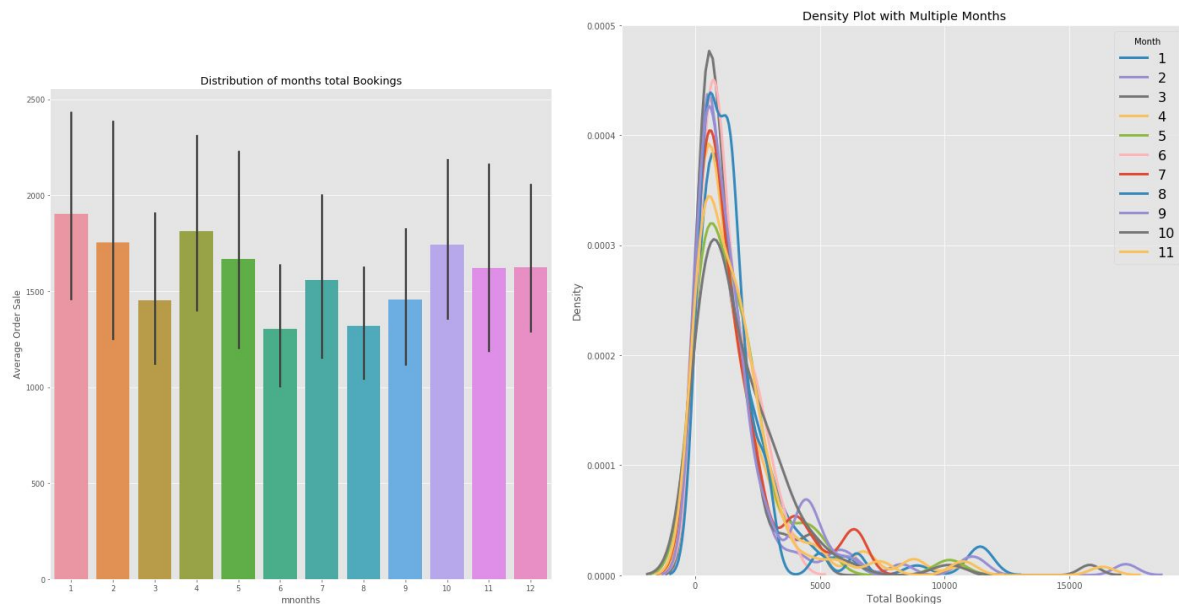 Distribution of months total Bookings
Average Order Sale
2500
2000
1500
1000
500
0
1 2 3 4 5 6 7 8 9 10 11 12
mnonths
Density Plot with Multiple Months
Density
0.0005
0.0004
0.0003
0.0002
0.0001
0.0000
0 5000 10000 15000
Total Bookings
Month
1
2
3
4
5
6
7
8
9
10
11